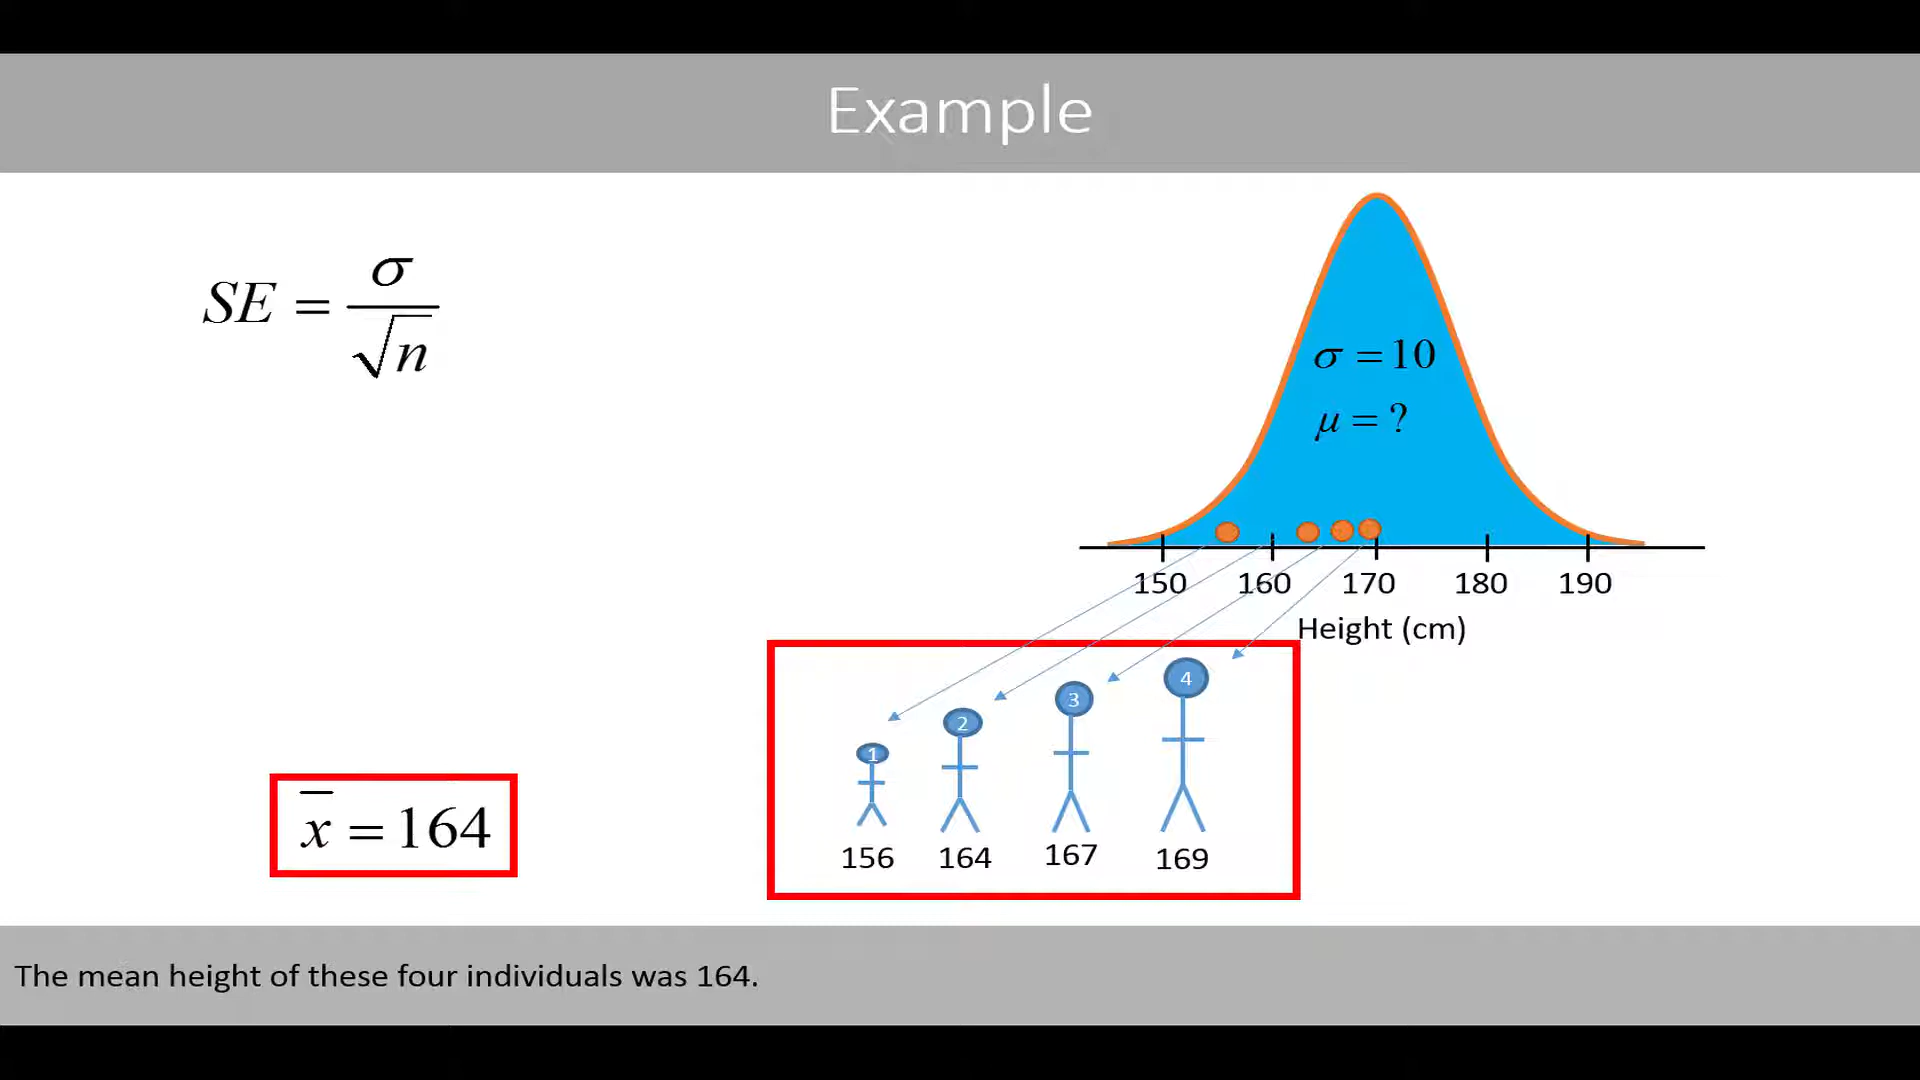 Example
SE = σ / √n
σ = 10
μ = ?
150 160 170 180 190
Height (cm)
1 2 3 4
156 164 167 169
x̄ = 164
The mean height of these four individuals was 164.